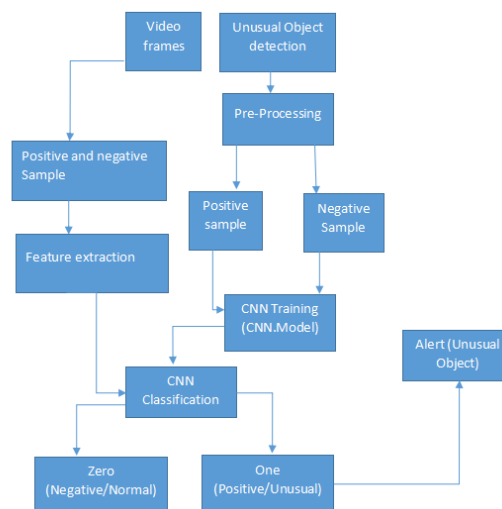 Video
frames
Unusual Object
detection
Pre-Processing
Positive and negative
Sample
Positive
sample
Negative
Sample
Feature extraction
CNN Training
(CNN.Model)
Alert (Unusual
Object)
CNN
Classification
Zero
(Negative/Normal)
One
(Positive/Unusual)